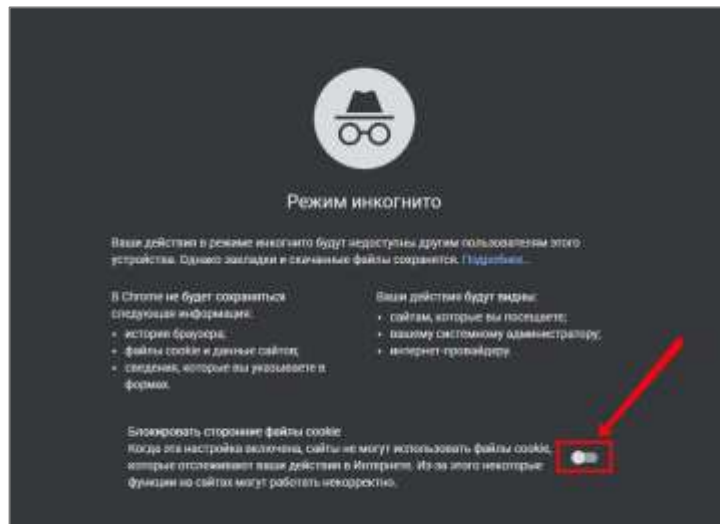 Режим инкогнито
Ваши действия в режиме инкогнито будут недоступны другим пользователям этого
устройства. Однако закладки и скачанные файлы сохранятся. Подробнее...
В Chrome не будет сохраняться
следующая информация:
• история браузера;
• файлы cookie и данные сайтов;
• сведения, которые вы указываете в
формах.
Ваши действия будут видны:
• сайтам, которые вы посещаете;
• вашему системному администратору;
• интернет-провайдеру.
Блокировать сторонние файлы cookie
Когда эта настройка включена, сайты не могут использовать файлы cookie,
которые отслеживают ваши действия в Интернете. Из-за этого некоторые
функции на сайтах могут работать некорректно.